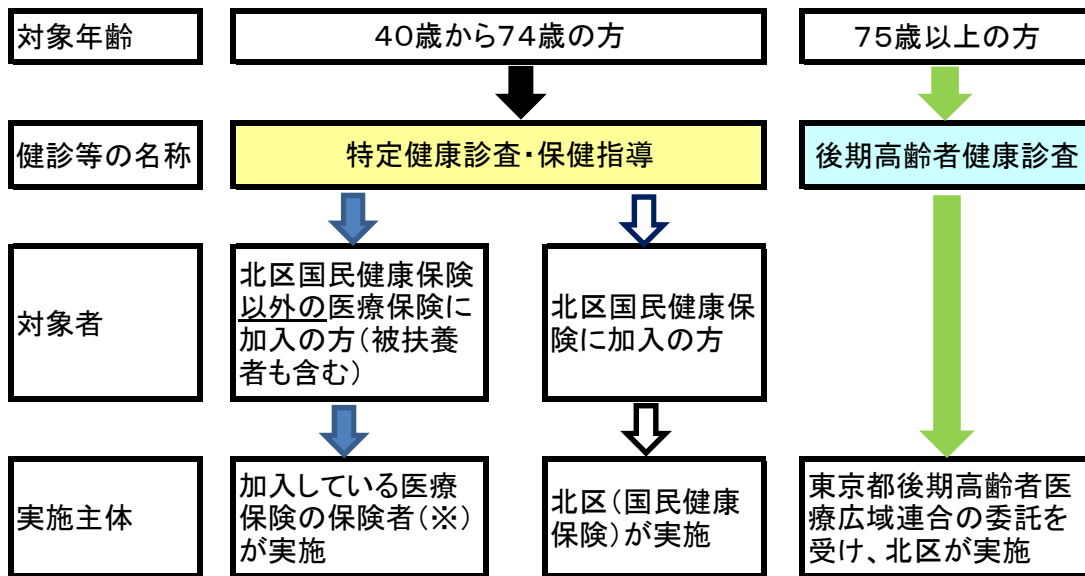 対象年齢
40歳から74歳の方
75歳以上の方
健診等の名称
特定健康診査・保健指導
後期高齢者健康診査
対象者
北区国民健康保険
以外の医療保険に
加入の方（被扶養
者も含む）
北区国民健康保
険に加入の方
実施主体
加入している医療
保険の保険者（※）
が実施
北区（国民健康
保険）が実施
東京都後期高齢者医
療広域連合の委託を
受け、北区が実施